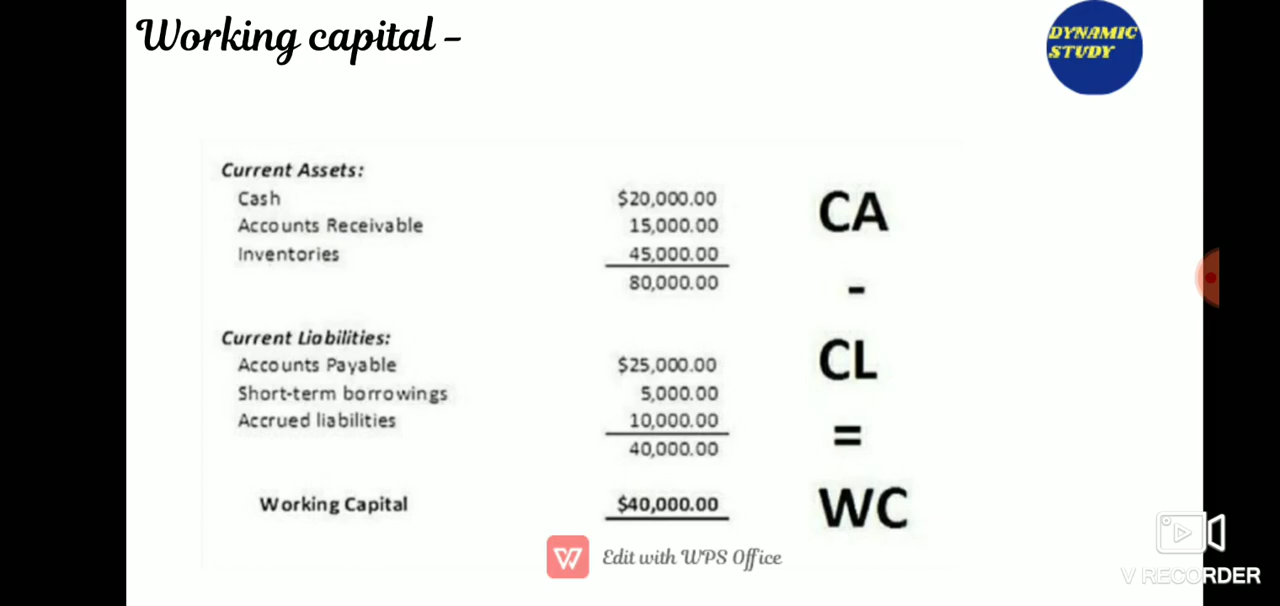 Working capital –
DYNAMIC
STUDY
Current Assets:
Cash $20,000.00
Accounts Receivable 15,000.00
Inventories 45,000.00
80,000.00
CA
-
Current Liabilities:
Accounts Payable $25,000.00
Short-term borrowings 5,000.00
Accrued liabilities 10,000.00
40,000.00
CL
=
Working Capital $40,000.00
WC
Edit with WPS Office
V RECORDER